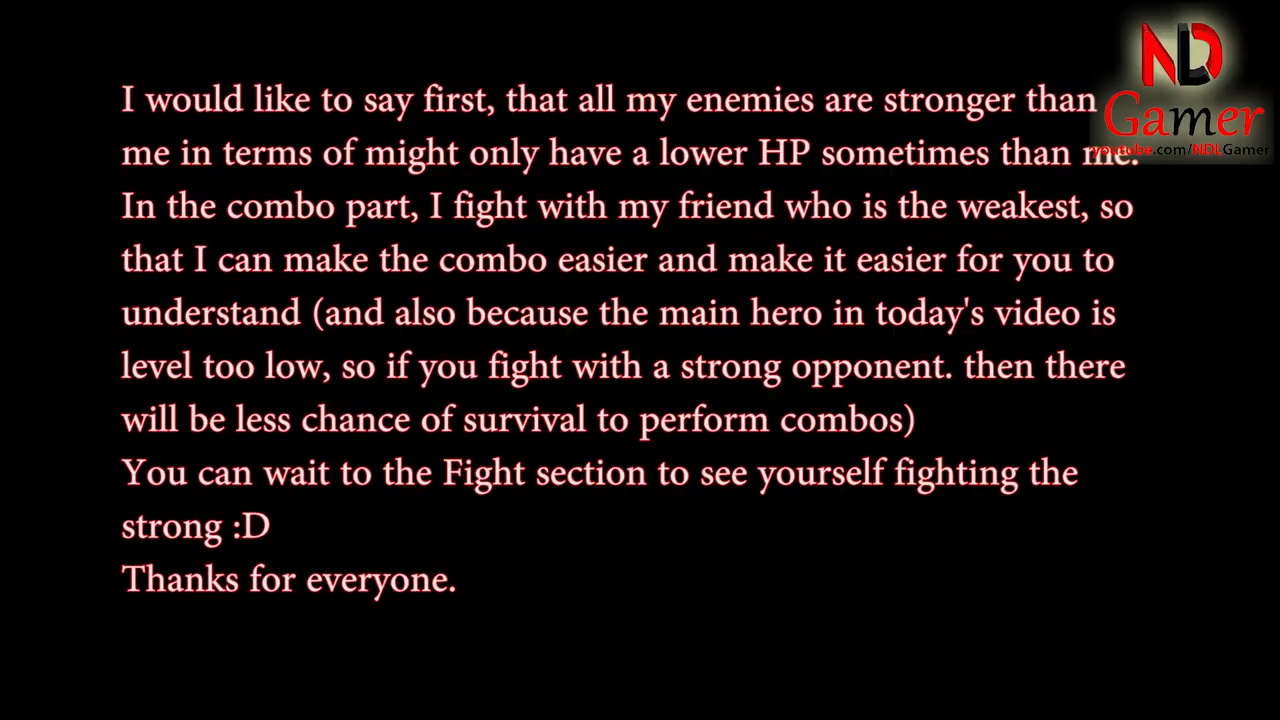 I would like to say first, that all my enemies are stronger than
me in terms of might only have a lower HP sometimes than me.
In the combo part, I fight with my friend who is the weakest, so
that I can make the combo easier and make it easier for you to
understand (and also because the main hero in today's video is
level too low, so if you fight with a strong opponent. then there
will be less chance of survival to perform combos)
You can wait to the Fight section to see yourself fighting the
strong :D
Thanks for everyone.
NLD
Gamer
youtube.com/NDLGamer